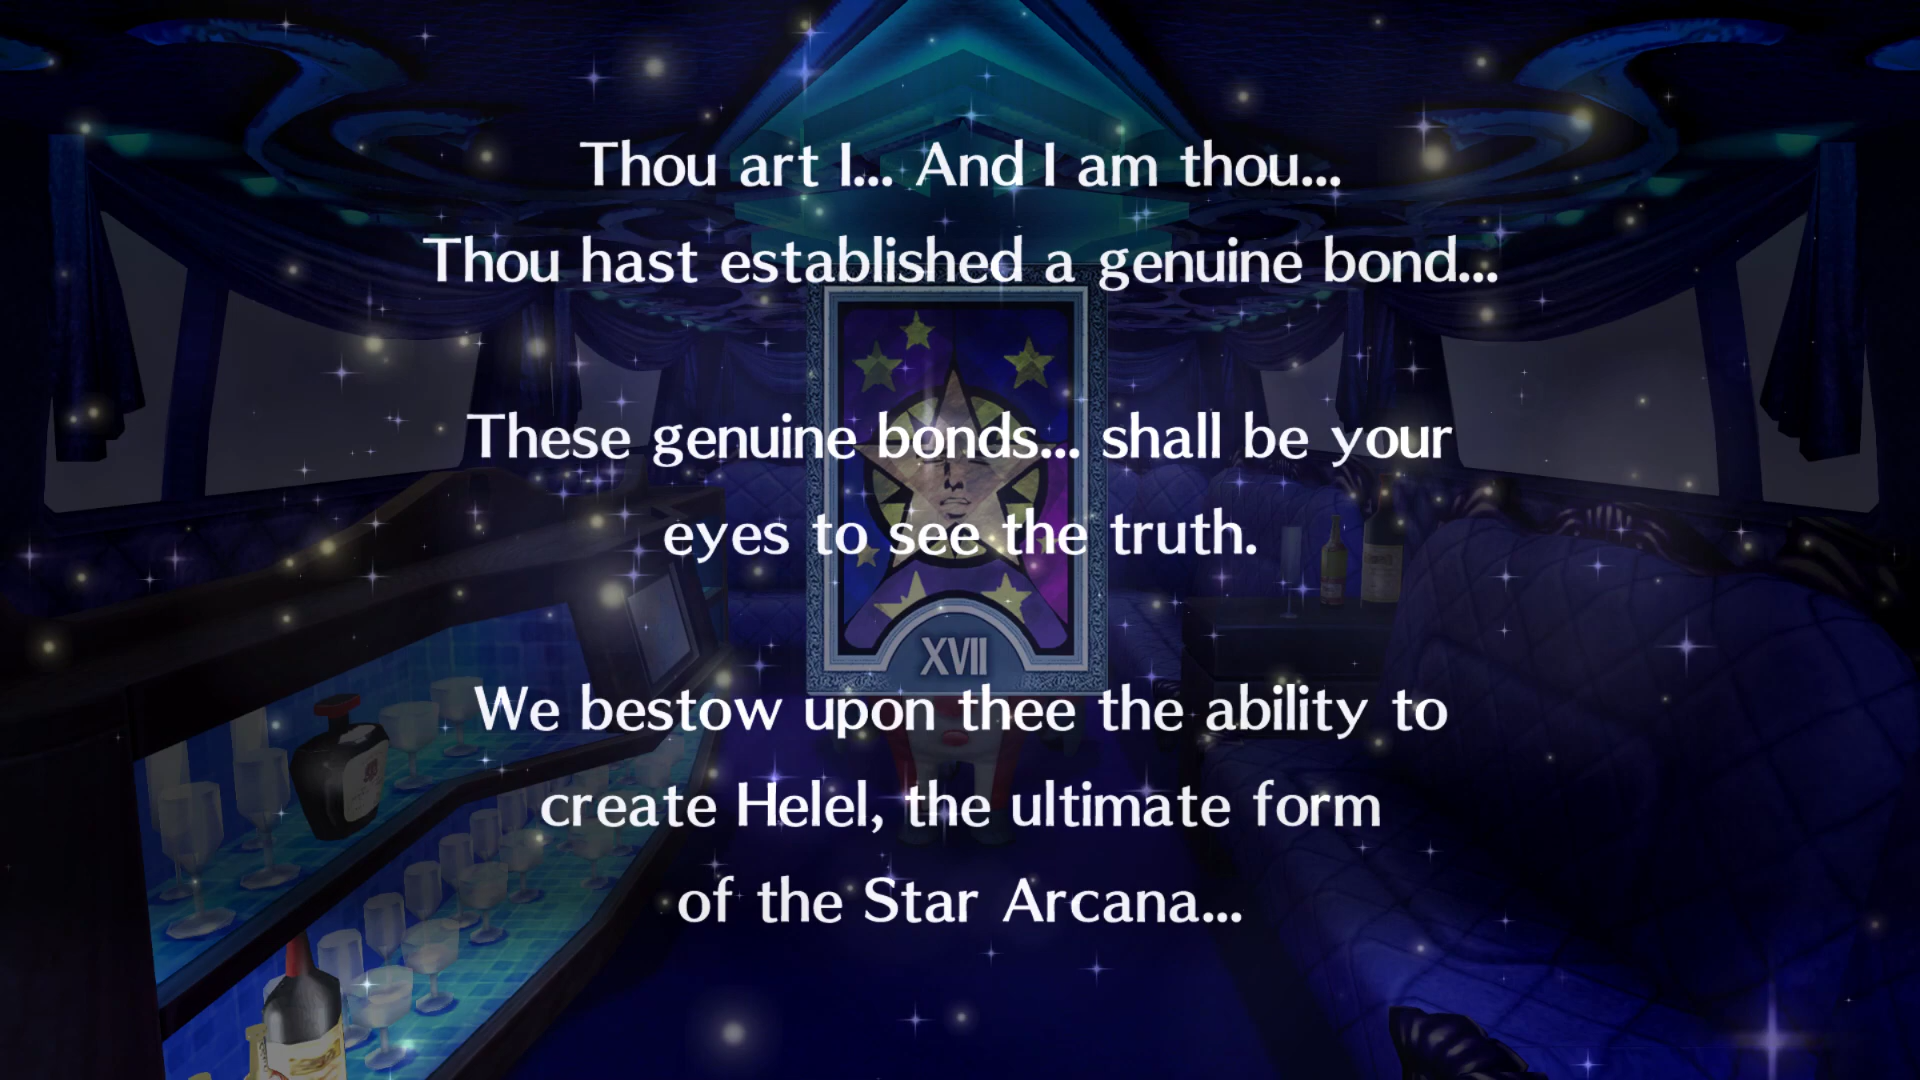 Thou art I... And I am thou...
Thou hast established a genuine bond...
These genuine bonds... shall be your
eyes to see the truth.
XVII
We bestow upon thee the ability to
create Helel, the ultimate form
of the Star Arcana...